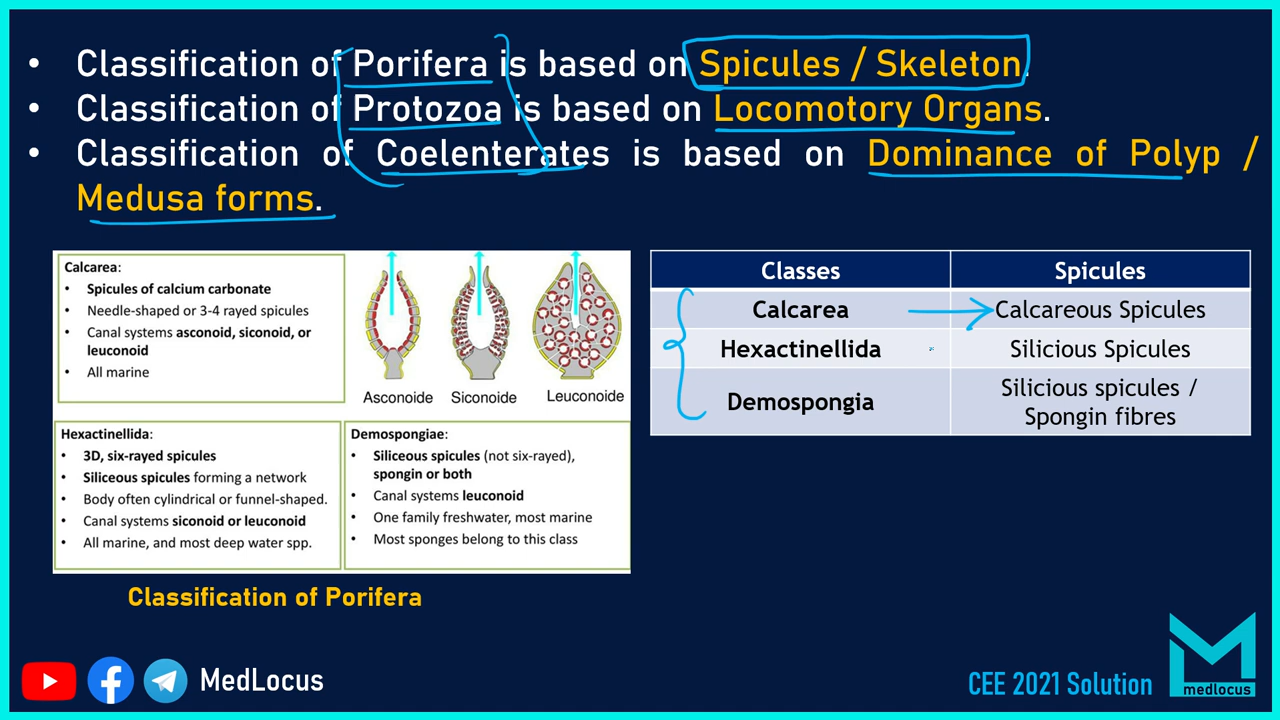 • Classification of Porifera is based on Spicules / Skeleton.
• Classification of Protozoa is based on Locomotory Organs.
• Classification of Coelenterates is based on Dominance of Polyp /
Medusa forms.
Calcarea:
• Spicules of calcium carbonate
• Needle-shaped or 3-4 rayed spicules
• Canal systems asconoid, siconoid, or
leuconoid
• All marine
Asconoide Siconoide Leuconoide
Hexactinellida:
• 3D, six-rayed spicules
• Siliceous spicules forming a network
• Body often cylindrical or funnel-shaped.
• Canal systems siconoid or leuconoid
• All marine, and most deep water spp.
Demospongiae:
• Siliceous spicules (not six-rayed),
spongin or both
• Canal systems leuconoid
• One family freshwater, most marine
• Most sponges belong to this class
Classification of Porifera
Classes Spicules
Calcarea Calcareous Spicules
Hexactinellida Silicious Spicules
Demospongia Silicious spicules /
Spongin fibres
MedLocus
CEE 2021 Solution
medlocus